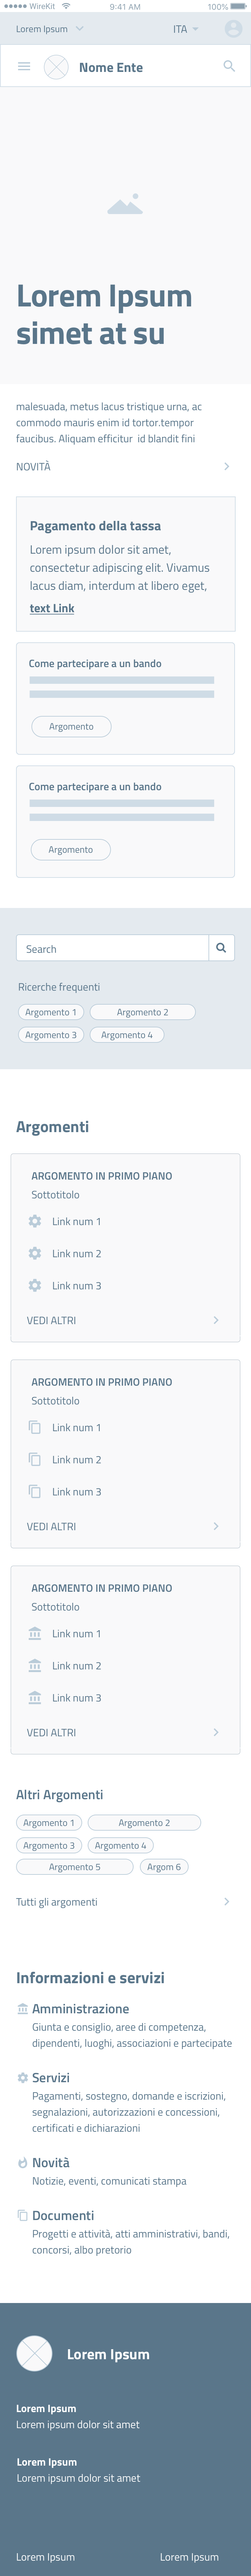 WireKit 9:41 AM 100%
Lorem Ipsum ITA
Nome Ente
Lorem Ipsum
simet at su
malesuada, metus lacus tristique urna, ac
commodo mauris enim id tortor.tempor
faucibus. Aliquam efficitur id blandit fini
NOVITÀ
Pagamento della tassa
Lorem ipsum dolor sit amet,
consectetur adipiscing elit. Vivamus
lacus diam, interdum at libero eget,
text Link
Come partecipare a un bando
Argomento
Come partecipare a un bando
Argomento
Search
Ricerche frequenti
Argomento 1 Argomento 2
Argomento 3 Argomento 4
Argomenti
ARGOMENTO IN PRIMO PIANO
Sottotitolo
Link num 1
Link num 2
Link num 3
VEDI ALTRI
ARGOMENTO IN PRIMO PIANO
Sottotitolo
Link num 1
Link num 2
Link num 3
VEDI ALTRI
ARGOMENTO IN PRIMO PIANO
Sottotitolo
Link num 1
Link num 2
Link num 3
VEDI ALTRI
Altri Argomenti
Argomento 1 Argomento 2
Argomento 3 Argomento 4
Argomento 5 Argom 6
Tutti gli argomenti
Informazioni e servizi
Amministrazione
Giunta e consiglio, aree di competenza,
dipendenti, luoghi, associazioni e partecipate
Servizi
Pagamenti, sostegno, domande e iscrizioni,
segnalazioni, autorizzazioni e concessioni,
certificati e dichiarazioni
Novità
Notizie, eventi, comunicati stampa
Documenti
Progetti e attività, atti amministrativi, bandi,
concorsi, albo pretorio
Lorem Ipsum
Lorem Ipsum
Lorem ipsum dolor sit amet
Lorem Ipsum
Lorem ipsum dolor sit amet
Lorem Ipsum Lorem Ipsum